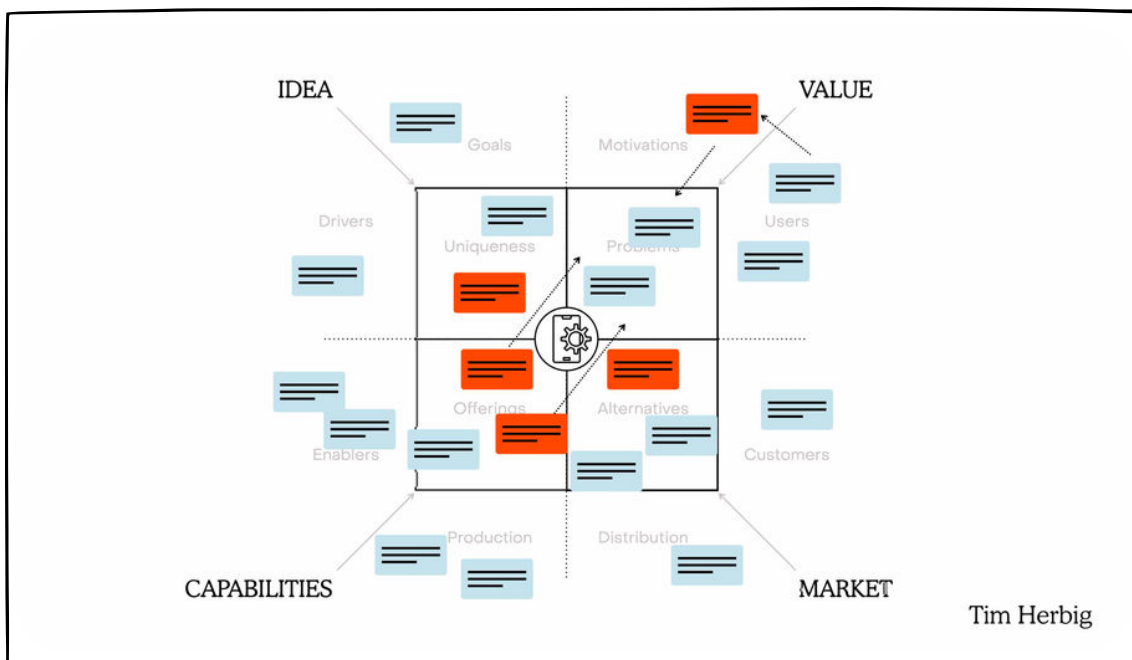 IDEA
VALUE
Goals
Motivations
Drivers
Users
Uniqueness
Problems
Offerings
Alternatives
Enablers
Customers
Production
Distribution
CAPABILITIES
MARKET
Tim Herbig